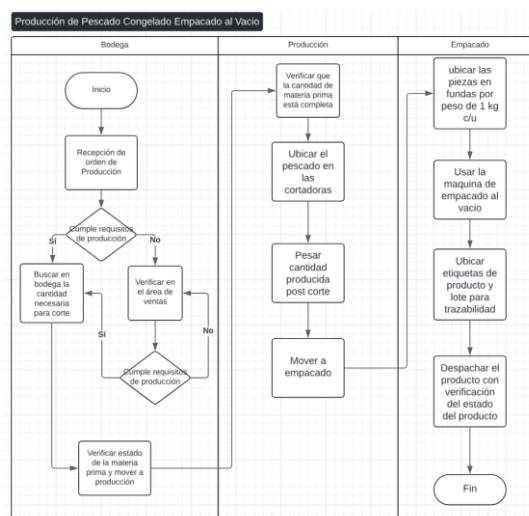 Producción de Pescado Congelado Empacado al Vacio
Bodega
Producción
Empacado
Inicio
Recepción de
orden de
Producción
Cumple requisitos
de producción
Sí
No
Buscar en
bodega la
cantidad
necesaria
para corte
Verificar en
el área de
ventas
Sí
No
Cumple requisitos
de producción
Verificar estado
de la materia
prima y mover a
producción
Verificar que
la cantidad de
materia prima
está completa
Ubicar el
pescado en
las
cortadoras
Pesar
cantidad
producida
post corte
Mover a
empacado
ubicar las
piezas en
fundas por
peso de 1 kg
c/u
Usar la
maquina de
empacado al
vacio
Ubicar
etiquetas de
producto y
lote para
trazabilidad
Despachar el
producto con
verificación
del estado
del producto
Fin